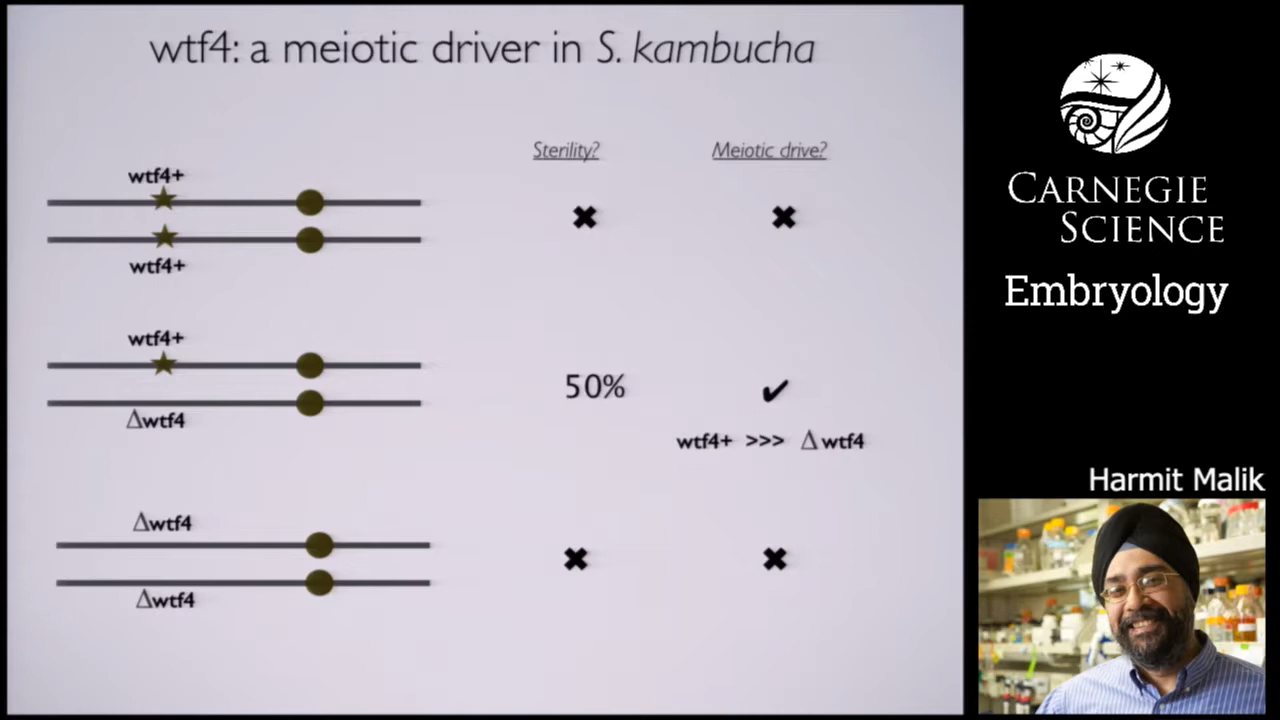 wtf4: a meiotic driver in S. kambucha
Sterility? Meiotic drive?
wtf4+
✖ ✖
wtf4+
wtf4+
50% ✔
Δwtf4
wtf4+ >>> Δwtf4
Δwtf4
✖ ✖
Δwtf4
CARNEGIE
SCIENCE
Embryology
Harmit Malik